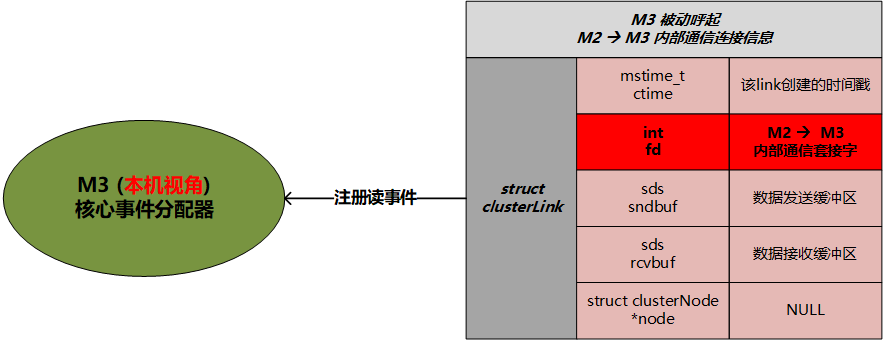 M3 被动呼起
M2 → M3 内部通信连接信息
mstime_t
ctime
该link创建的时间戳
int
fd
M2 → M3
内部通信套接字
M3 (本机视角)
核心事件分配器
注册读事件
struct
clusterLink
sds
sndbuf
数据发送缓冲区
sds
rcvbuf
数据接收缓冲区
struct clusterNode
*node
NULL